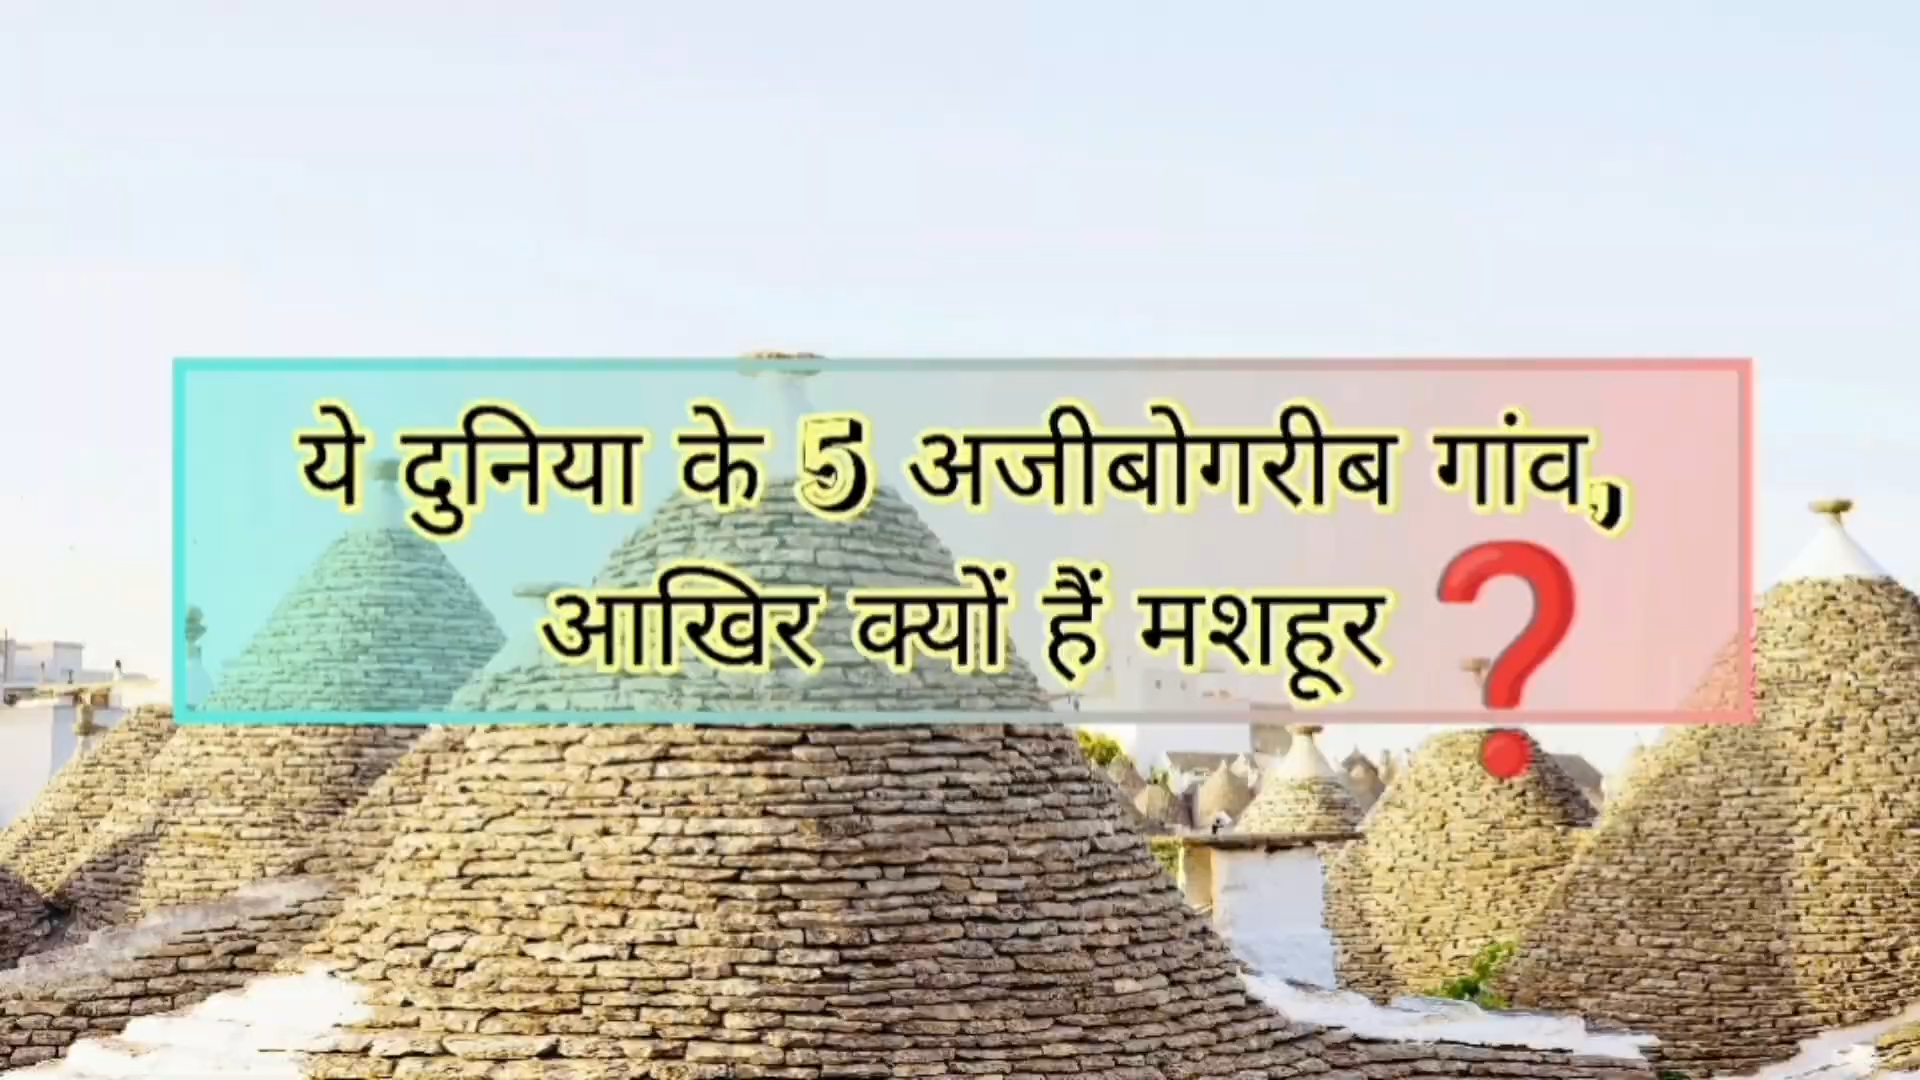 ये दुनिया के 5 अजीबोगरीब गांव,
आखिर क्यों हैं मशहूर ❓